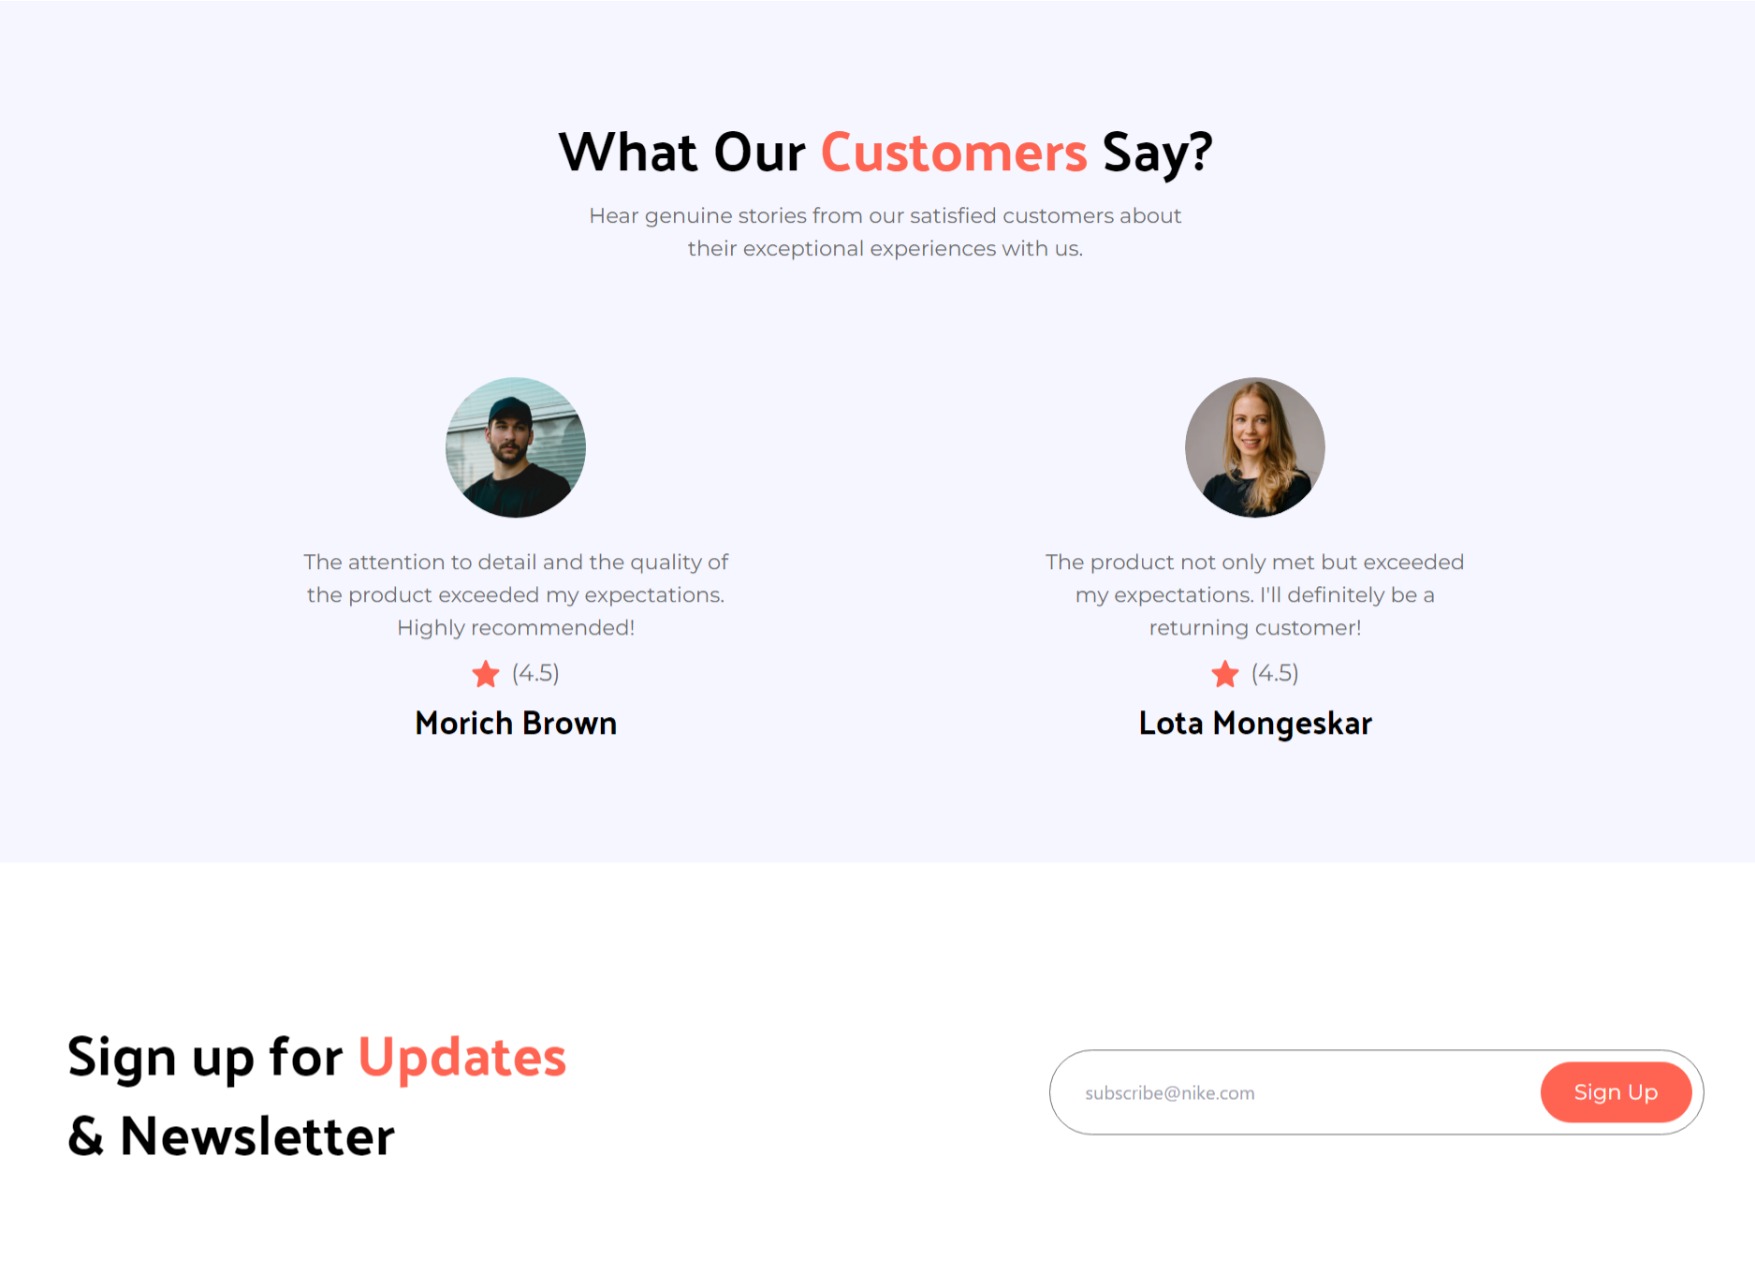 What Our Customers Say?
Hear genuine stories from our satisfied customers about
their exceptional experiences with us.
The attention to detail and the quality of
the product exceeded my expectations.
Highly recommended!
(4.5)
Morich Brown
The product not only met but exceeded
my expectations. I'll definitely be a
returning customer!
(4.5)
Lota Mongeskar
Sign up for Updates
& Newsletter
subscribe@nike.com
Sign Up